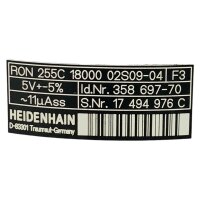 RON 255C 18000 02S09-04 F3
5V+-5% Id.Nr. 358 697-70
~11µAss S.Nr. 17 494 976 C
HEIDENHAIN
D-83301 Traunreut-Germany